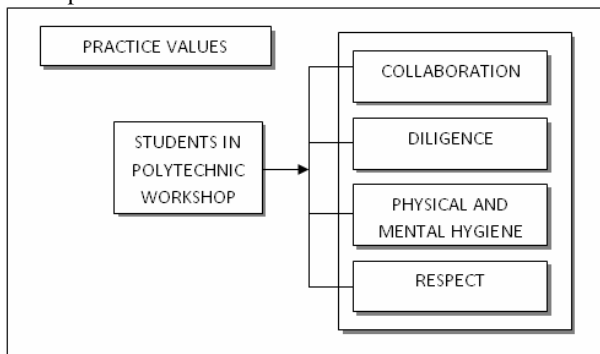 PRACTICE VALUES
STUDENTS IN
POLYTECHNIC
WORKSHOP
COLLABORATION
DILIGENCE
PHYSICAL AND
MENTAL HYGIENE
RESPECT